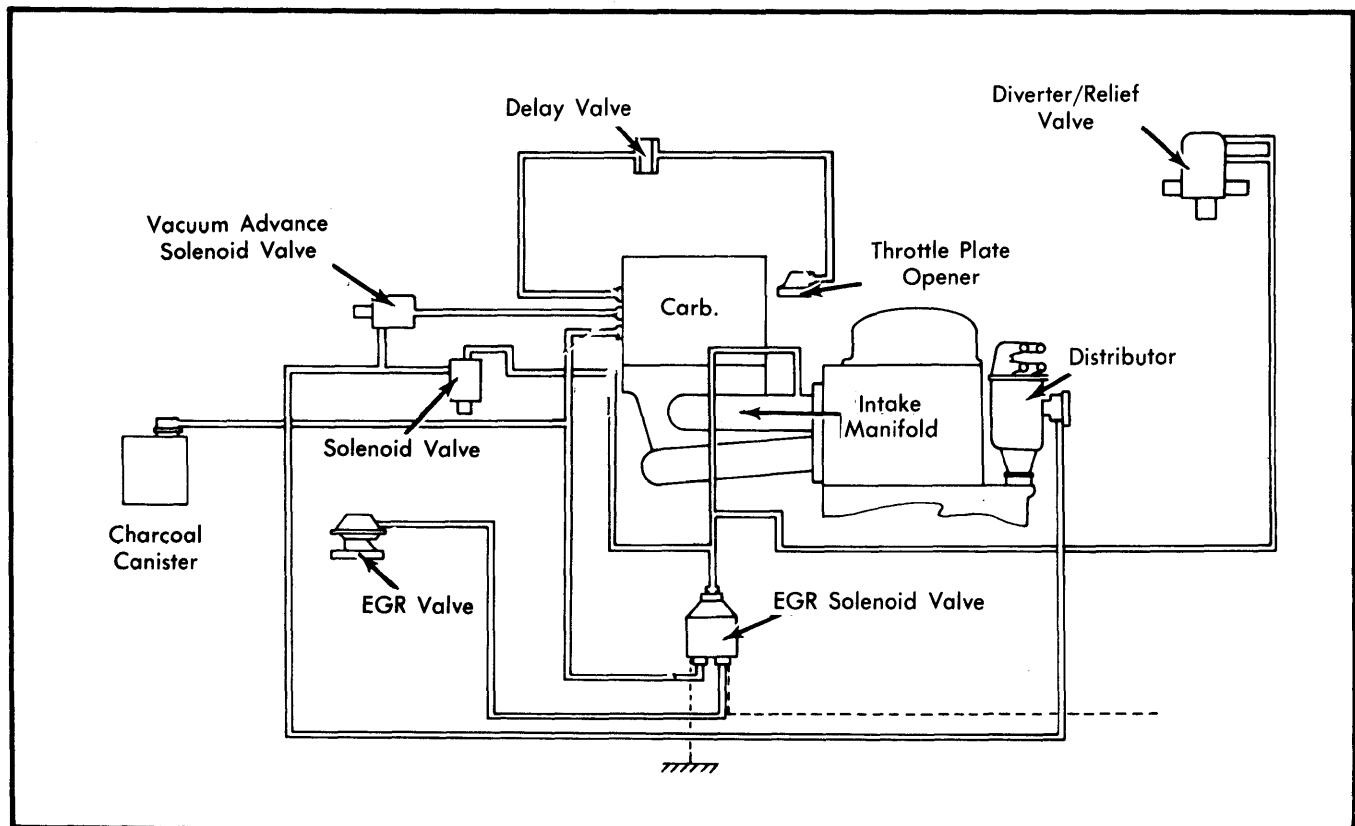 Delay Valve
Diverter/Relief
Valve
Vacuum Advance
Solenoid Valve
Throttle Plate
Opener
Carb.
Distributor
Intake
Manifold
Solenoid Valve
Charcoal
Canister
EGR Valve
EGR Solenoid Valve